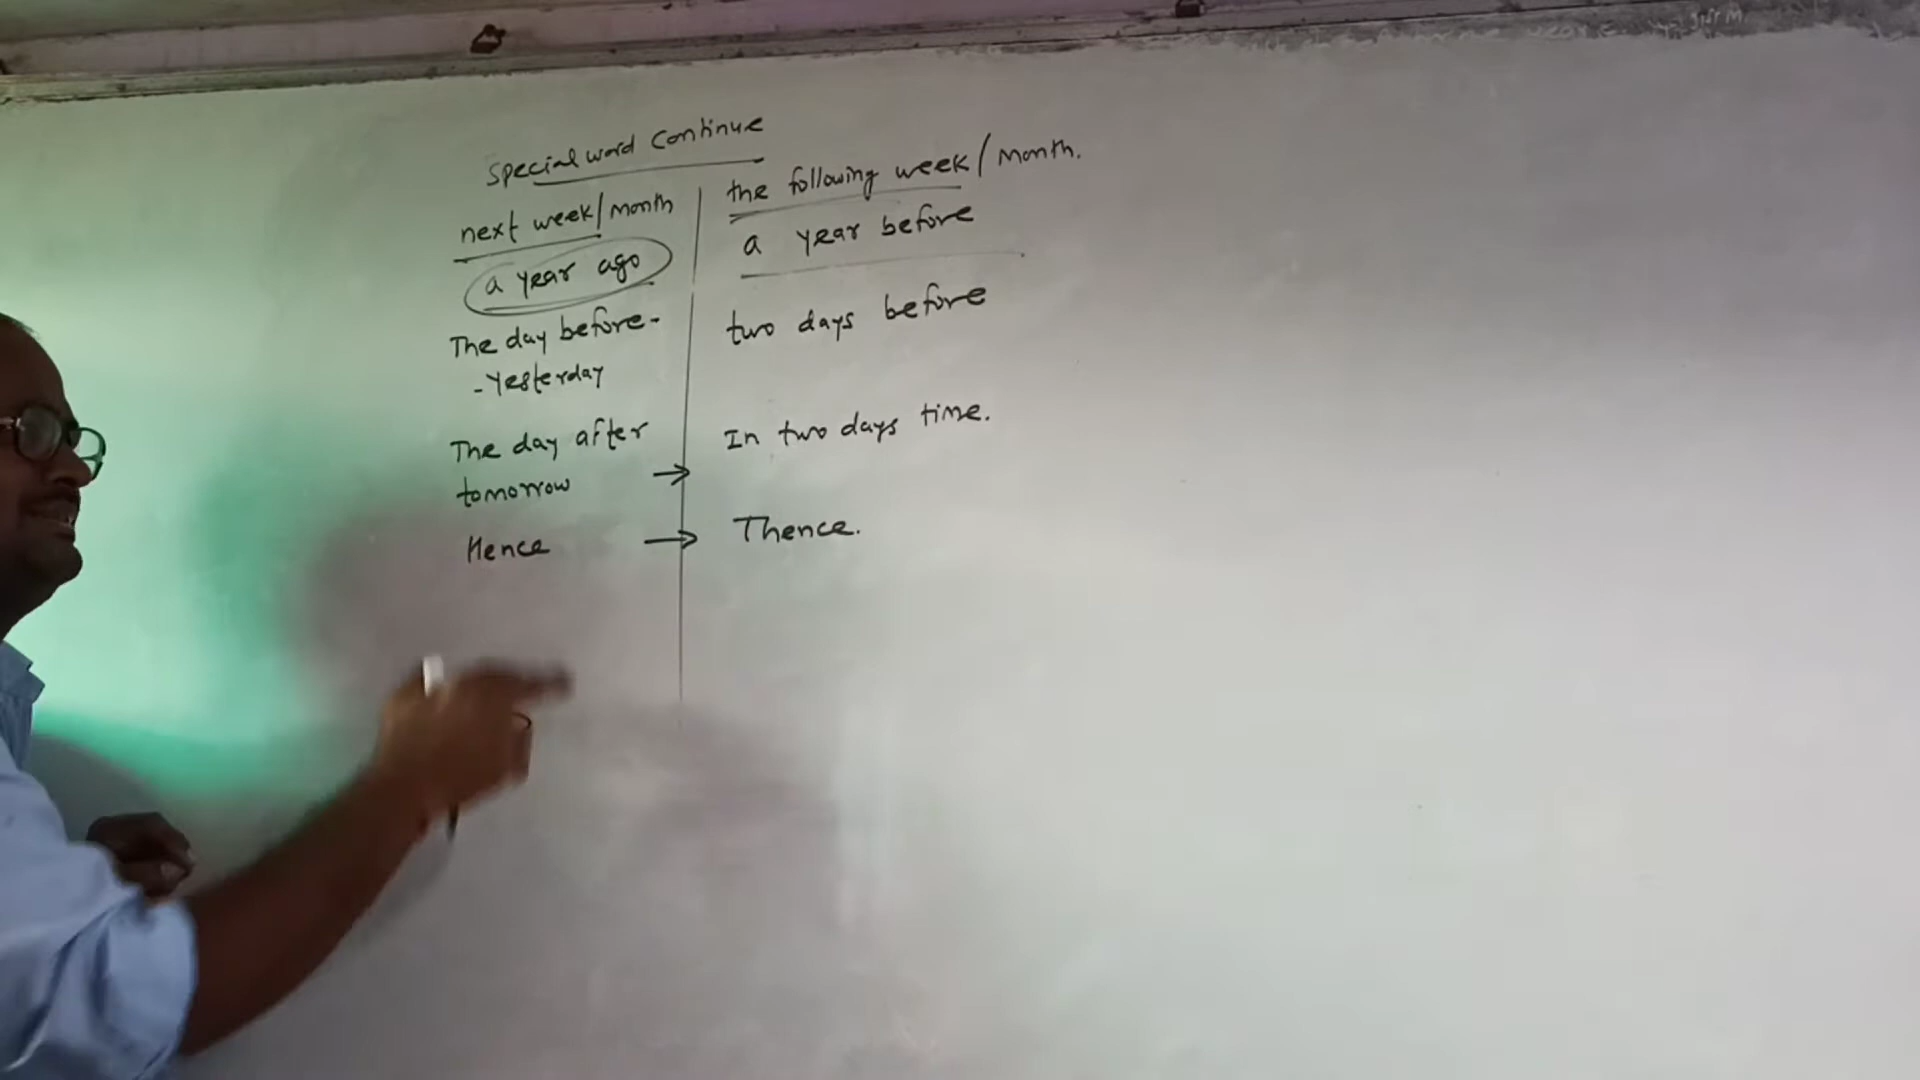 Special word Continue
next week/month | the following week/month.
a year ago | a year before
The day before- | two days before
-Yesterday
The day after | In two days time.
tomorrow →
Hence → Thence.